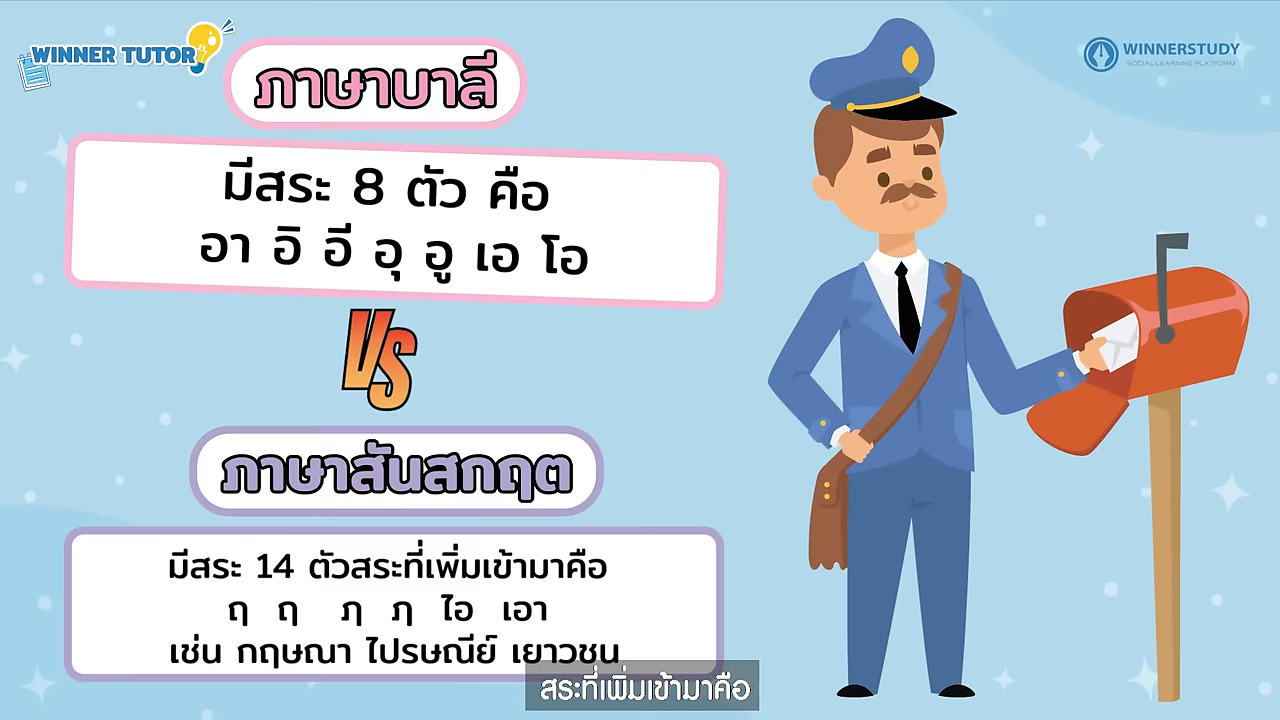 WINNER TUTOR
WINNERSTUDY
SOCIAL LEARNING PLATFORM
ภาษาบาลี
มีสระ 8 ตัว คือ
อา อิ อี อุ อู เอ โอ
VS
ภาษาสันสกฤต
มีสระ 14 ตัวสระที่เพิ่มเข้ามาคือ
ฤ ฤ ภ ภ ไอ เอา
เช่น กฤษณา ไปรษณีย์ เยาวชน
สระที่เพิ่มเข้ามาคือ